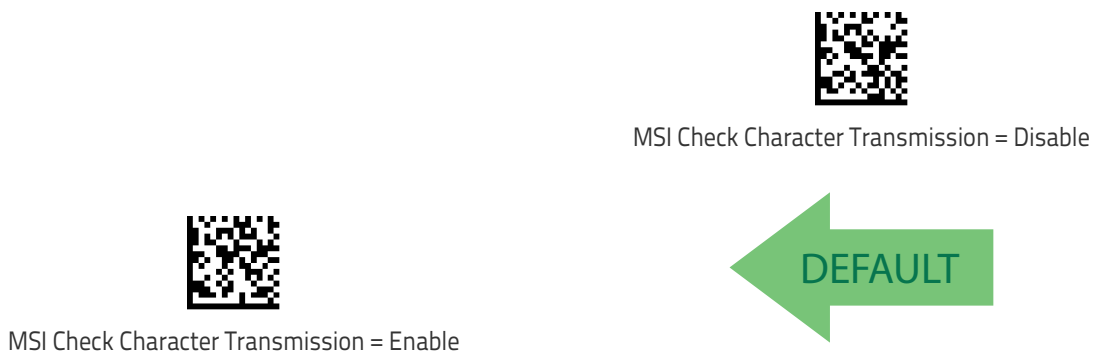 MSI Check Character Transmission = Disable
DEFAULT
MSI Check Character Transmission = Enable